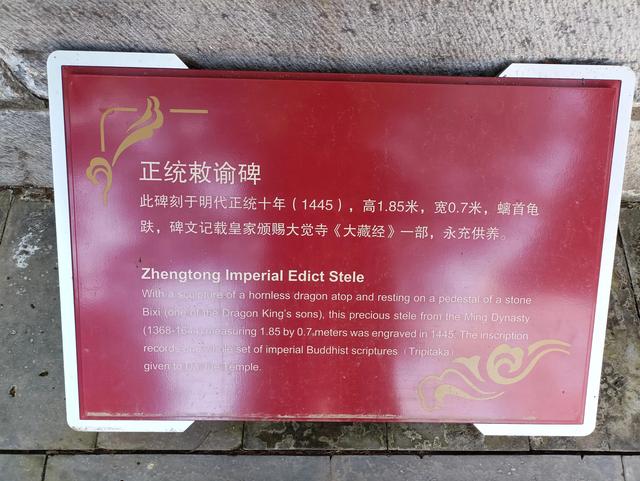 正统敕谕碑
此碑刻于明代正统十年（1445），高1.85米，宽0.7米，螭首龟
趺，碑文记载皇家颁赐大觉寺《大藏经》一部，永充供养。
Zhengtong Imperial Edict Stele
With a sculpture of a hornless dragon atop and resting on a pedestal of a stone
Bixi (one of the Dragon King's sons), this precious stele from the Ming Dynasty
(1368-1644) measuring 1.85 by 0.7 meters was engraved in 1445. The inscription
records whole set of imperial Buddhist scriptures (Tripitaka)
given to Temple.